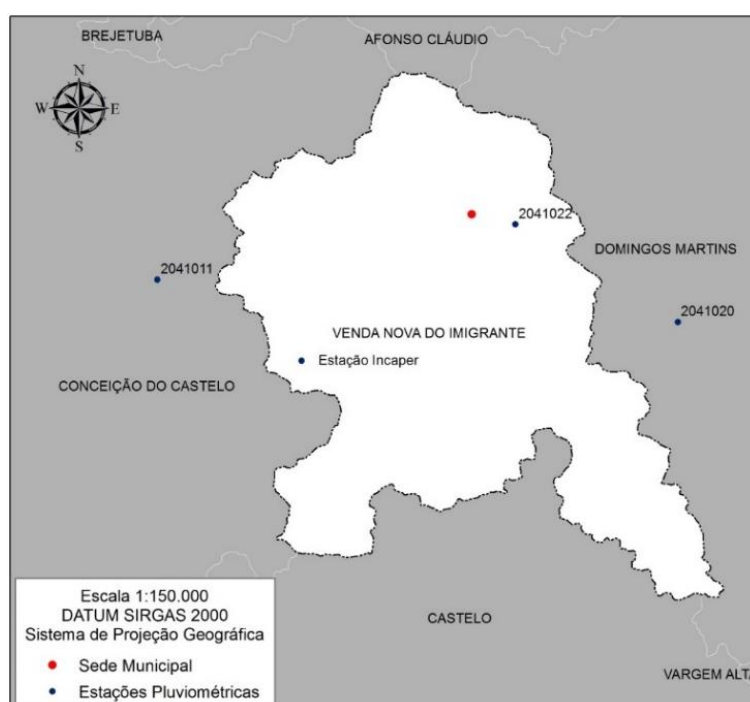 BREJETUBA
AFONSO CLÁUDIO
N
W E
S
2041022
DOMINGOS MARTINS
2041011
2041020
VENDA NOVA DO IMIGRANTE
Estação Incaper
CONCEIÇÃO DO CASTELO
Escala 1:150.000
DATUM SIRGAS 2000
Sistema de Projeção Geográfica
Sede Municipal
Estações Pluviométricas
CASTELO
VARGEM ALTA